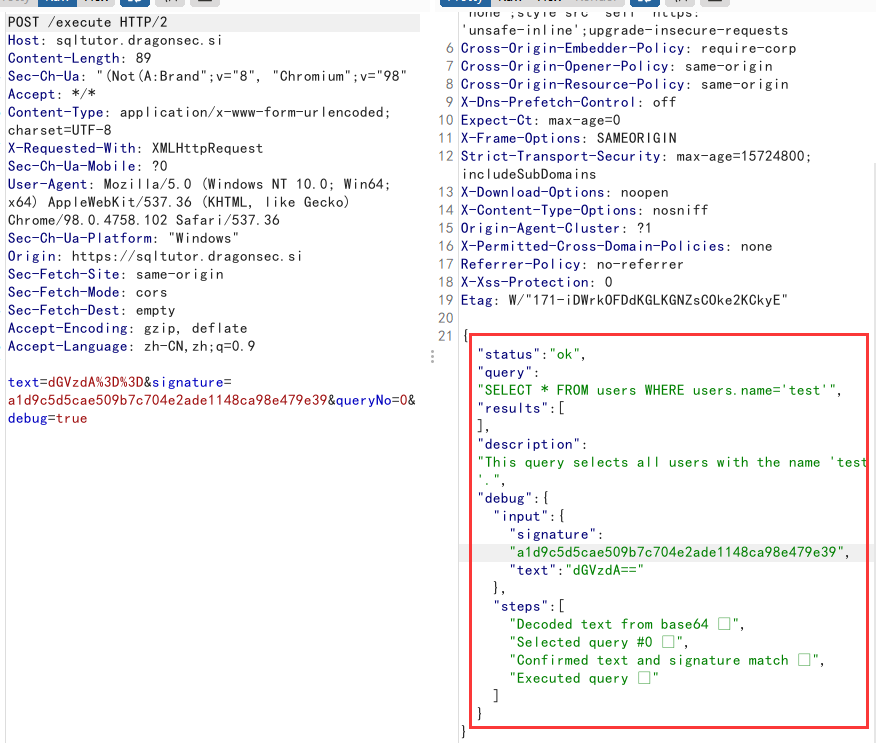 POST /execute HTTP/2
Host: sqltutor.dragonsec.si
Content-Length: 89
Sec-Ch-Ua: "(Not(A:Brand";v="8", "Chromium";v="98"
Accept: */*
Content-Type: application/x-www-form-urlencoded;
charset=UTF-8
X-Requested-With: XMLHttpRequest
Sec-Ch-Ua-Mobile: ?0
User-Agent: Mozilla/5.0 (Windows NT 10.0; Win64;
x64) AppleWebKit/537.36 (KHTML, like Gecko)
Chrome/98.0.4758.102 Safari/537.36
Sec-Ch-Ua-Platform: "Windows"
Origin: https://sqltutor.dragonsec.si
Sec-Fetch-Site: same-origin
Sec-Fetch-Mode: cors
Sec-Fetch-Dest: empty
Accept-Encoding: gzip, deflate
Accept-Language: zh-CN,zh;q=0.9
text=dGVzdA%3D%3D&signature=
a1d9c5d5cae509b7c704e2ade1148ca98e479e39&queryNo=0&
debug=true
'none';style-src 'self' https:
'unsafe-inline';upgrade-insecure-requests
6 Cross-Origin-Embedder-Policy: require-corp
7 Cross-Origin-Opener-Policy: same-origin
8 Cross-Origin-Resource-Policy: same-origin
9 X-Dns-Prefetch-Control: off
10 Expect-Ct: max-age=0
11 X-Frame-Options: SAMEORIGIN
12 Strict-Transport-Security: max-age=15724800;
includeSubDomains
13 X-Download-Options: noopen
14 X-Content-Type-Options: nosniff
15 Origin-Agent-Cluster: ?1
16 X-Permitted-Cross-Domain-Policies: none
17 Referrer-Policy: no-referrer
18 X-Xss-Protection: 0
19 Etag: W/"171-iDWrkOFDdKGLKGNZsCOke2KCkyE"
20
21 {
"status":"ok",
"query":
"SELECT * FROM users WHERE users.name='test'",
"results":[
],
"description":
"This query selects all users with the name 'test
'.",
"debug":{
"input":{
"signature":
"a1d9c5d5cae509b7c704e2ade1148ca98e479e39",
"text":"dGVzdA=="
},
"steps":[
"Decoded text from base64 □",
"Selected query #0 □",
"Confirmed text and signature match □",
"Executed query □"
]
}
}